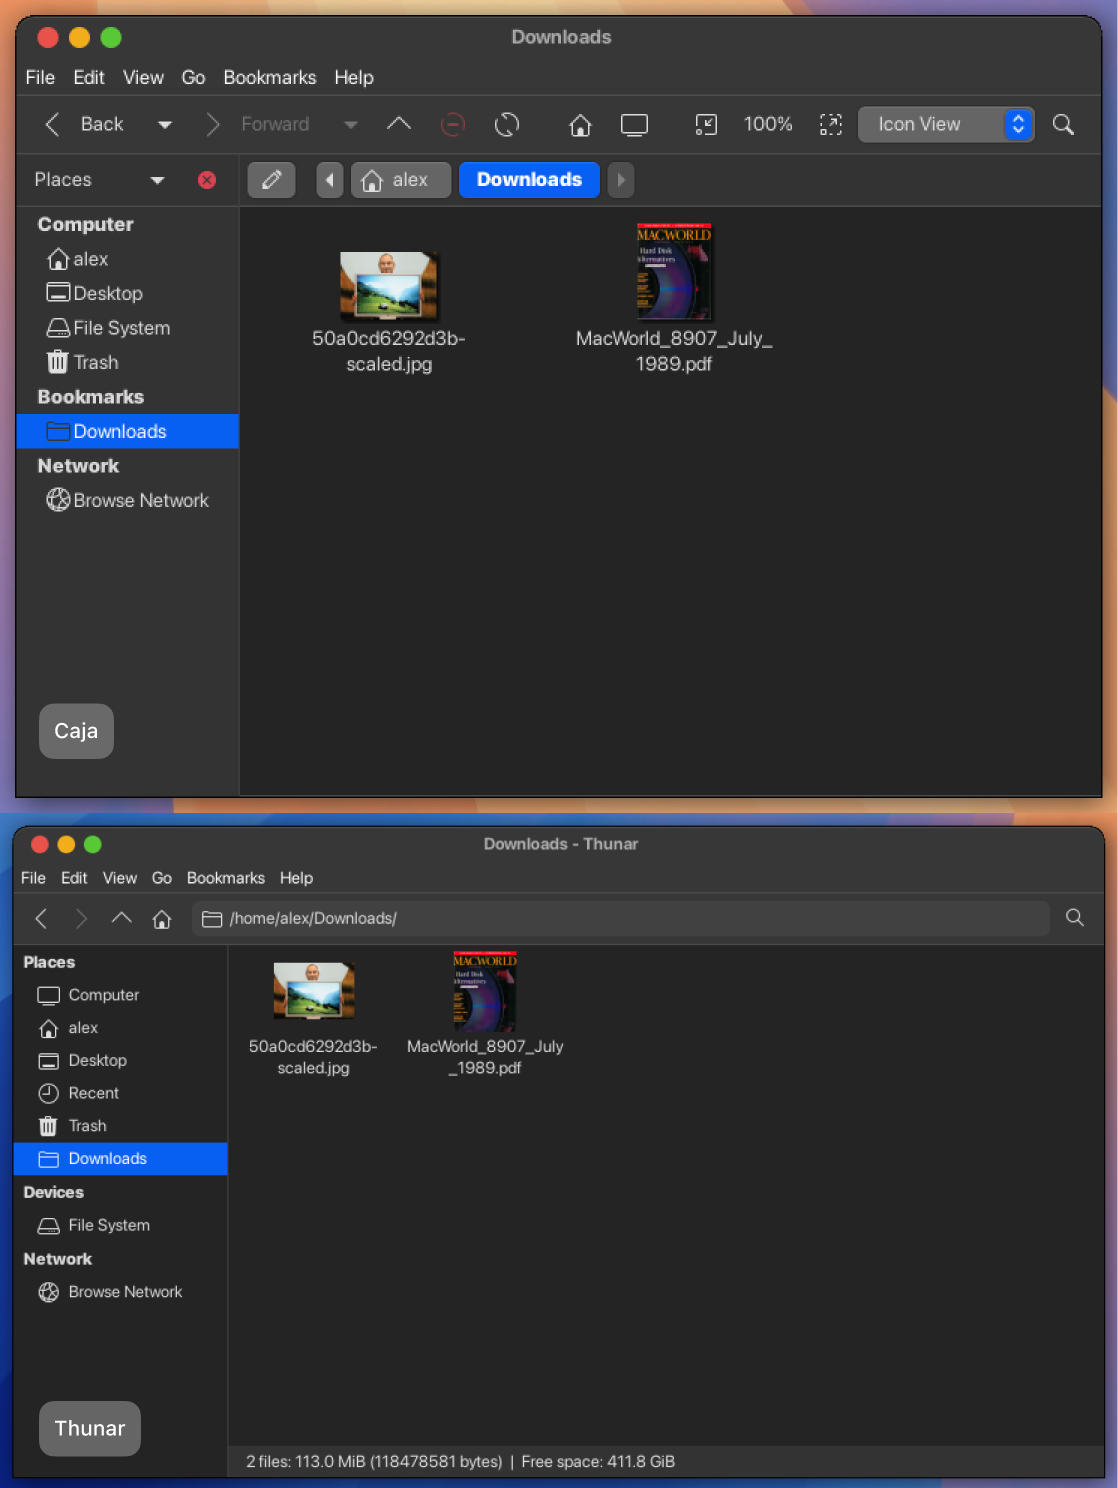 Downloads
File Edit View Go Bookmarks Help
Back Forward 100% Icon View
Places alex Downloads
Computer
alex
Desktop
File System
Trash
Bookmarks
Downloads
Network
Browse Network
MACWORLD
Hard Disk
Alternatives
50a0cd6292d3b-
scaled.jpg
MacWorld_8907_July_
1989.pdf
Caja
Downloads - Thunar
File Edit View Go Bookmarks Help
/home/alex/Downloads/
Places
Computer
alex
Desktop
Recent
Trash
Downloads
Devices
File System
Network
Browse Network
MACWORLD
Hard Disk
Alternatives
50a0cd6292d3b-
scaled.jpg
MacWorld_8907_July
_1989.pdf
Thunar
2 files: 113.0 MiB (118478581 bytes) | Free space: 411.8 GiB